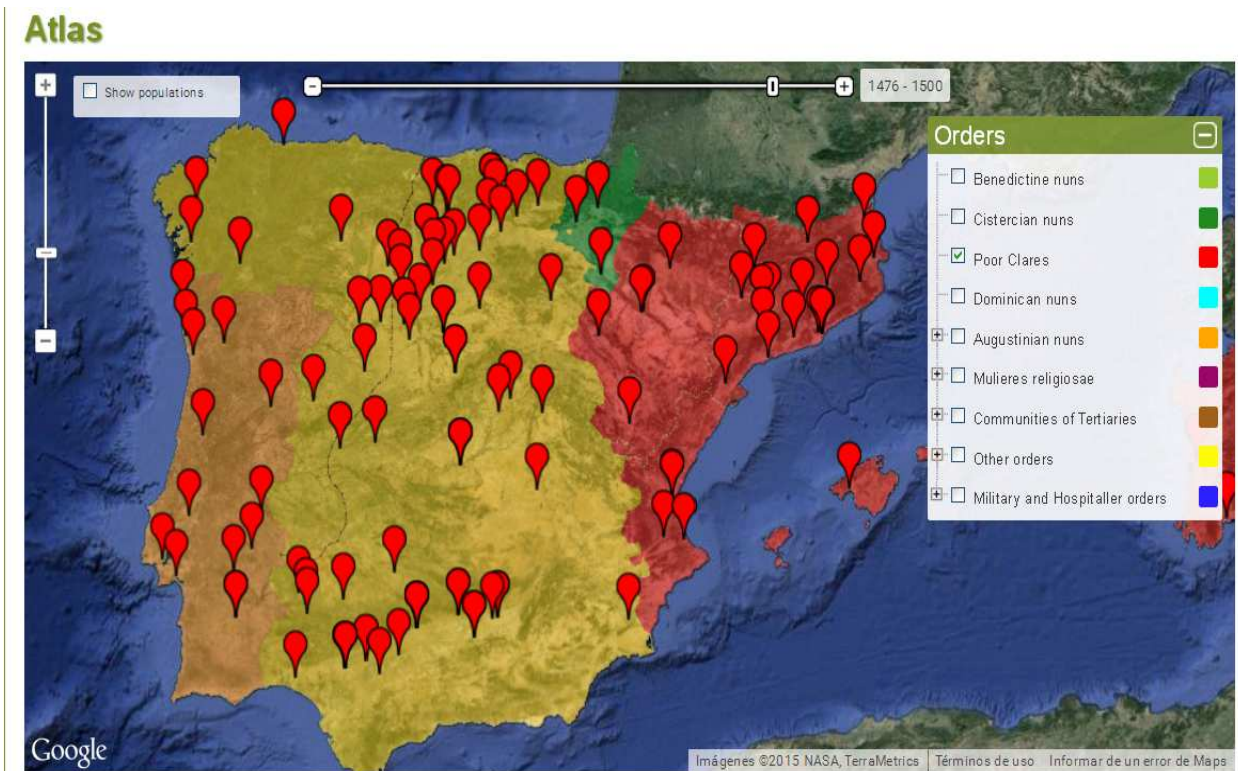 Atlas
Show populations
1476 - 1500
Orders
Benedictine nuns
Cistercian nuns
Poor Clares
Dominican nuns
Augustinian nuns
Mulieres religiosae
Communities of Tertiaries
Other orders
Military and Hospitaller orders
Google
Imágenes ©2015 NASA, TerraMetrics Términos de uso Informar de un error de Maps